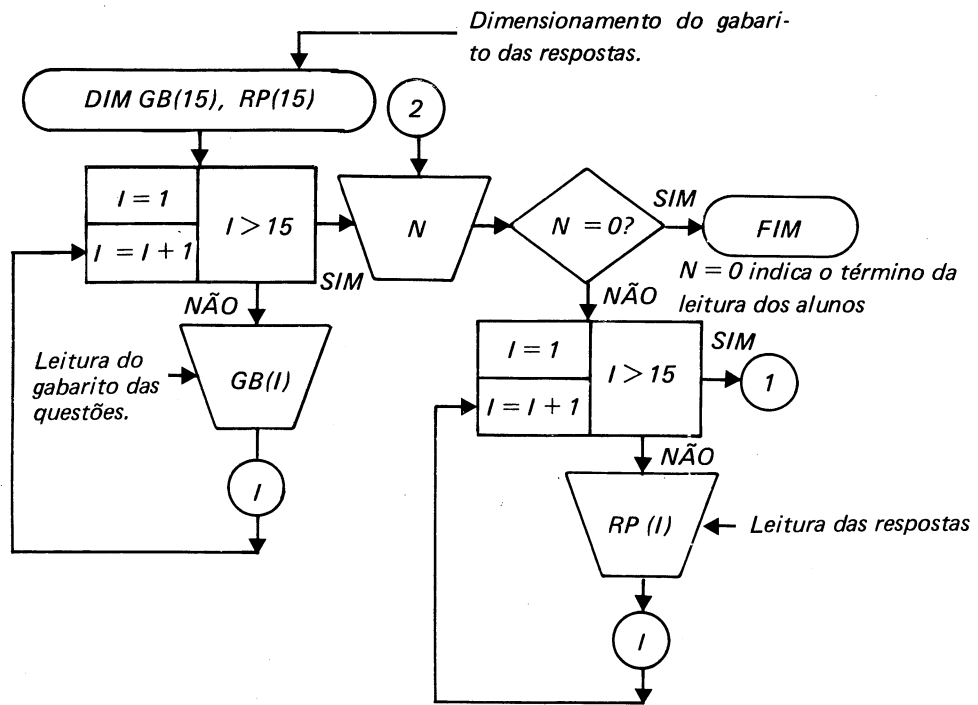 Dimensionamento do gabari-
to das respostas.
DIM GB(15), RP(15)
2
I = 1
I = I + 1
I > 15
SIM
NÃO
N
N = 0?
SIM
FIM
N = 0 indica o término da
leitura dos alunos
NÃO
Leitura do
gabarito das
questões.
GB(I)
I
I = 1
I = I + 1
I > 15
SIM
1
NÃO
RP (I)
Leitura das respostas
I